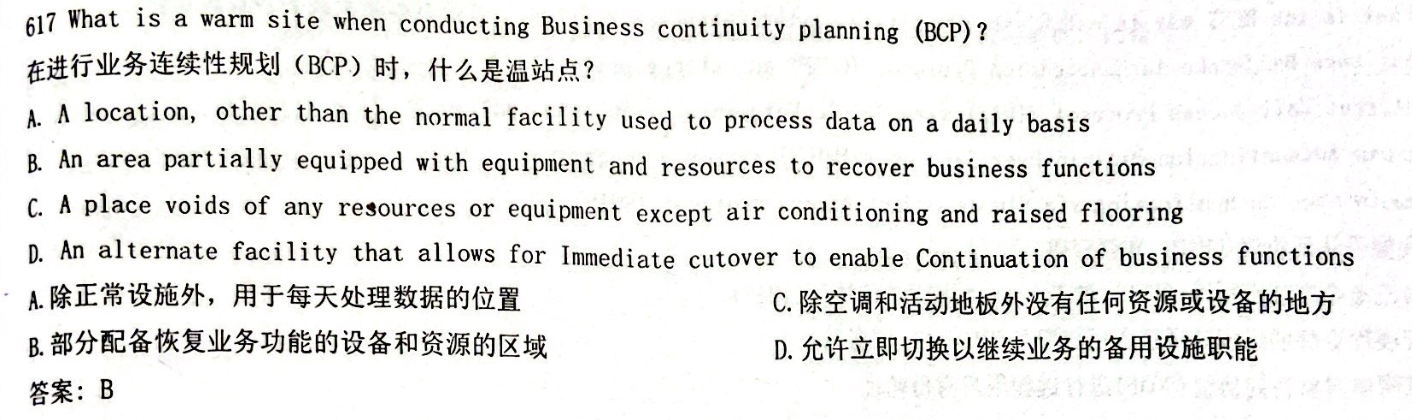 617 What is a warm site when conducting Business continuity planning (BCP)?
在进行业务连续性规划（BCP）时，什么是温站点？
A. A location, other than the normal facility used to process data on a daily basis
B. An area partially equipped with equipment and resources to recover business functions
C. A place voids of any resources or equipment except air conditioning and raised flooring
D. An alternate facility that allows for Immediate cutover to enable Continuation of business functions
A.除正常设施外，用于每天处理数据的位置 C.除空调和活动地板外没有任何资源或设备的地方
B.部分配备恢复业务功能的设备和资源的区域 D.允许立即切换以继续业务的备用设施职能
答案：B